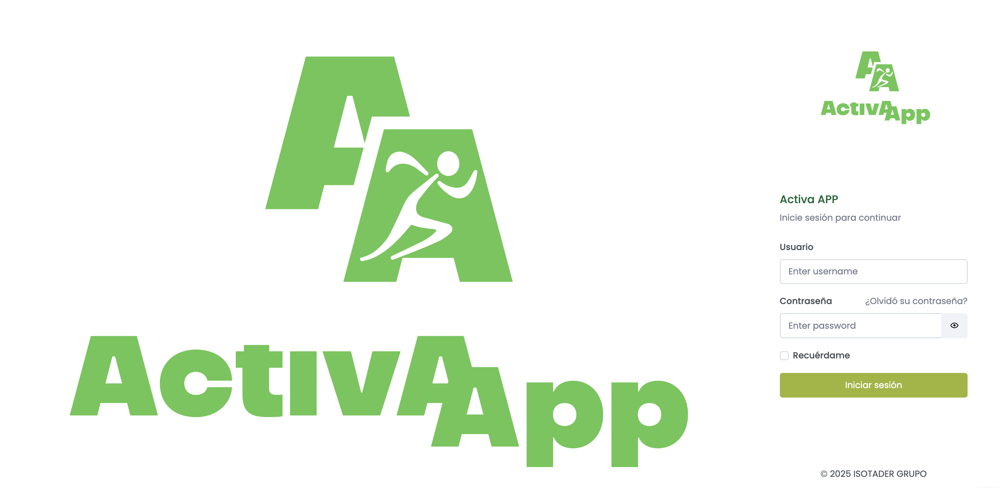 ActivAApp
ActivAApp
Activa APP
Inicie sesión para continuar
Usuario
Enter username
Contraseña
¿Olvidó su contraseña?
Enter password
Recuérdame
Iniciar sesión
© 2025 ISOTADER GRUPO